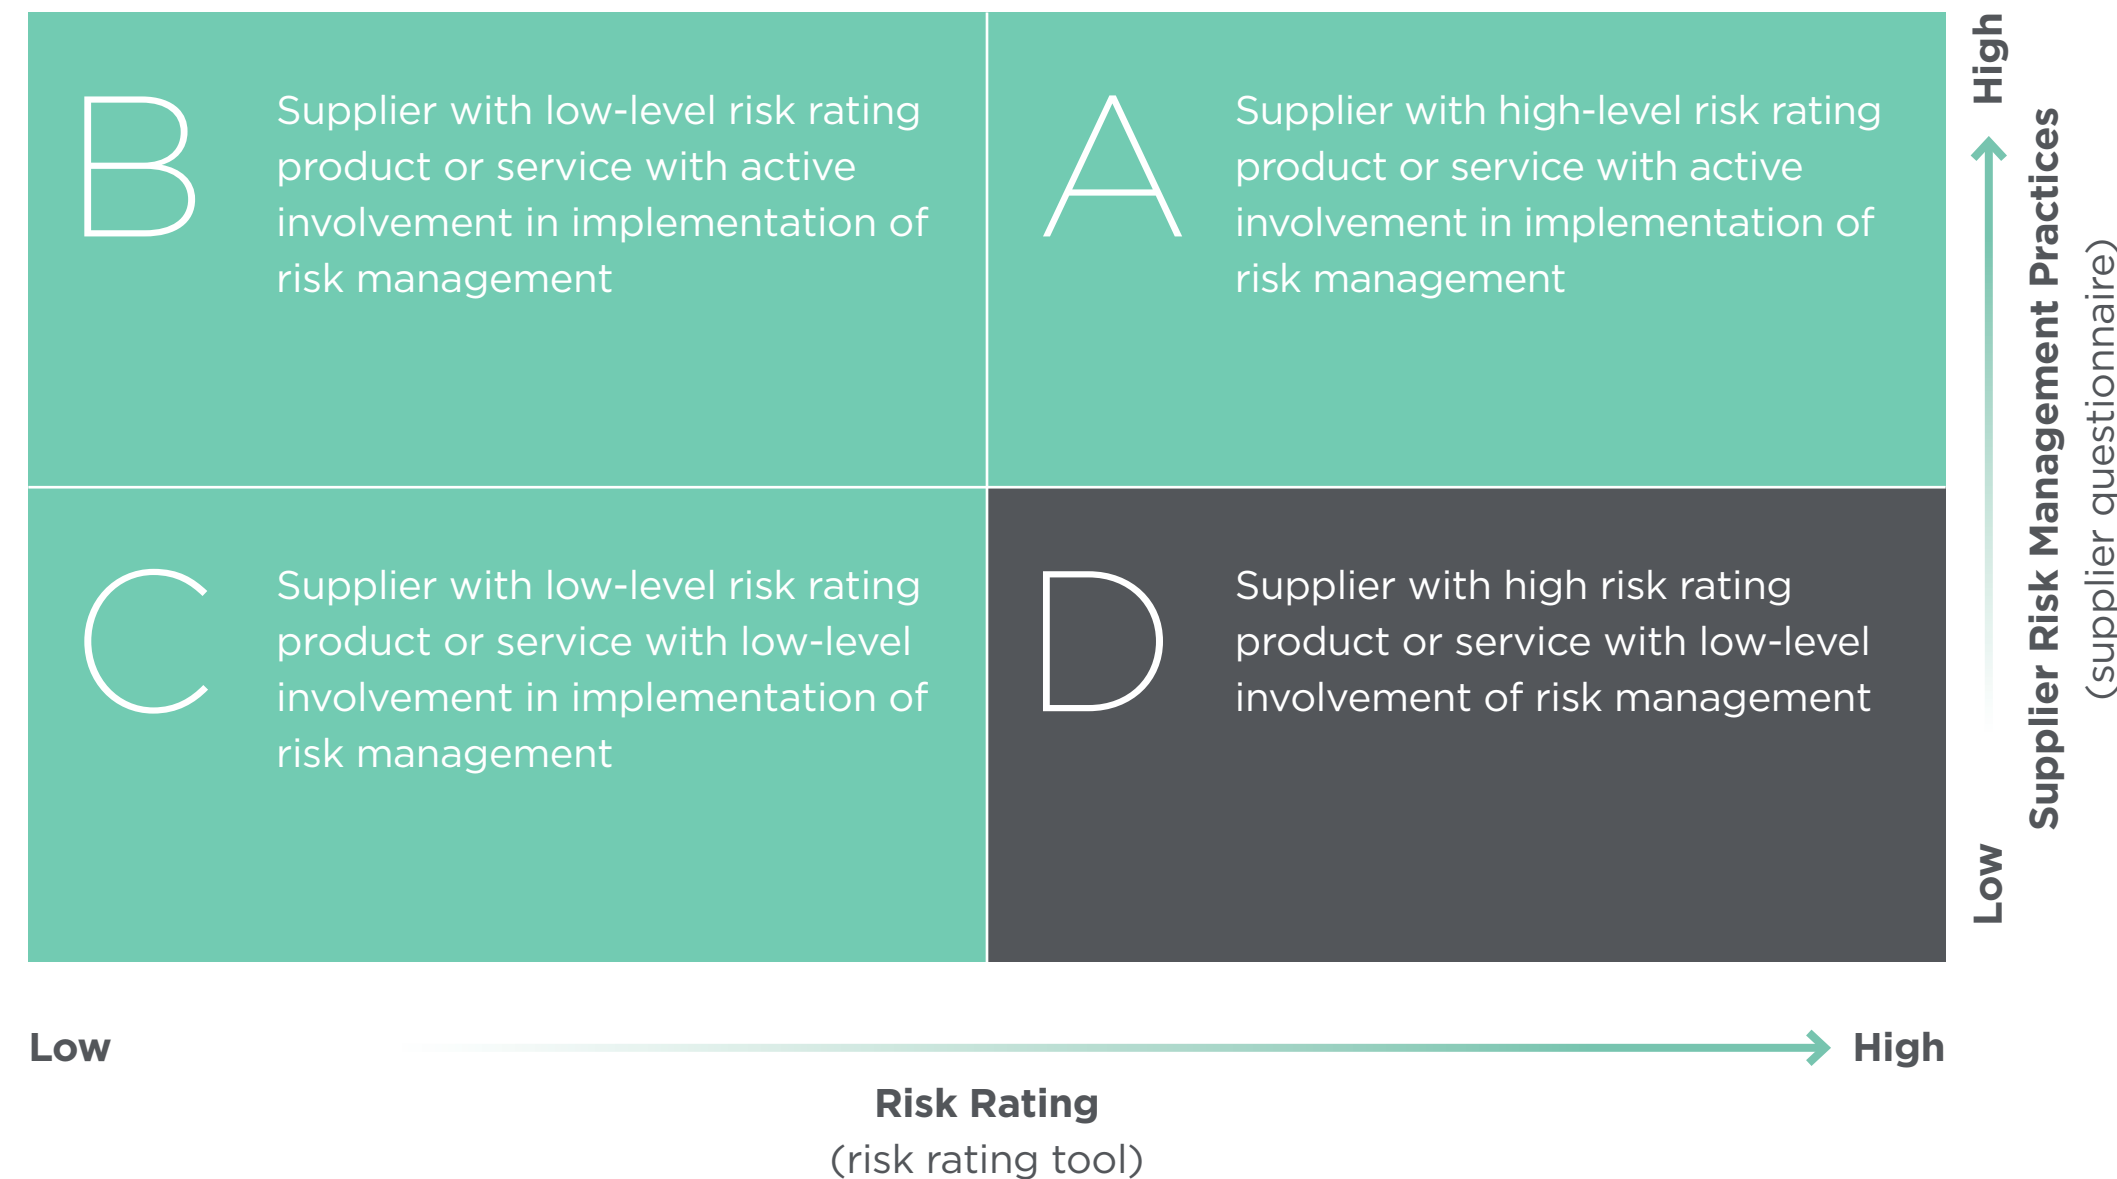 B
Supplier with low-level risk rating
product or service with active
involvement in implementation of
risk management
A
Supplier with high-level risk rating
product or service with active
involvement in implementation of
risk management
C
Supplier with low-level risk rating
product or service with low-level
involvement in implementation of
risk management
D
Supplier with high risk rating
product or service with low-level
involvement of risk management
High
Low
Supplier Risk Management Practices
(supplier questionnaire)
Low
High
Risk Rating
(risk rating tool)